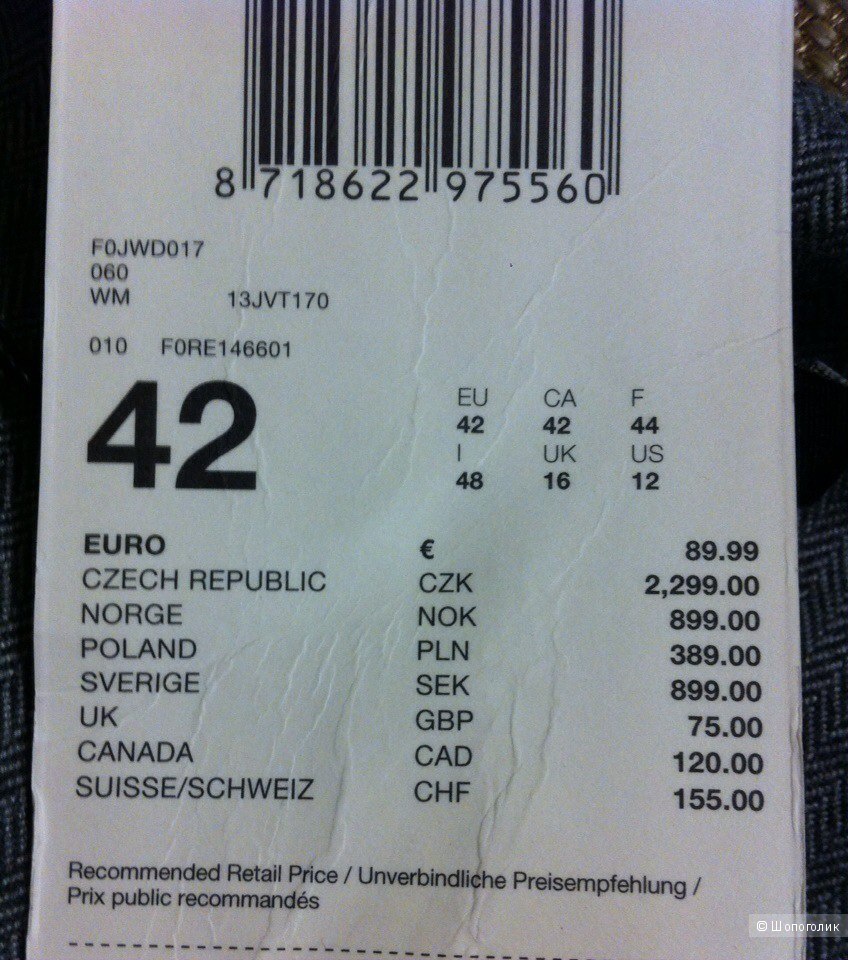 8 718622 975560
F0JWD017
060
WM 13JVT170
010 F0RE146601
42
EU CA F
42 42 44
I UK US
48 16 12
EURO € 89.99
CZECH REPUBLIC CZK 2,299.00
NORGE NOK 899.00
POLAND PLN 389.00
SVERIGE SEK 899.00
UK GBP 75.00
CANADA CAD 120.00
SUISSE/SCHWEIZ CHF 155.00
Recommended Retail Price / Unverbindliche Preisempfehlung /
Prix public recommandés
© Шопоголик